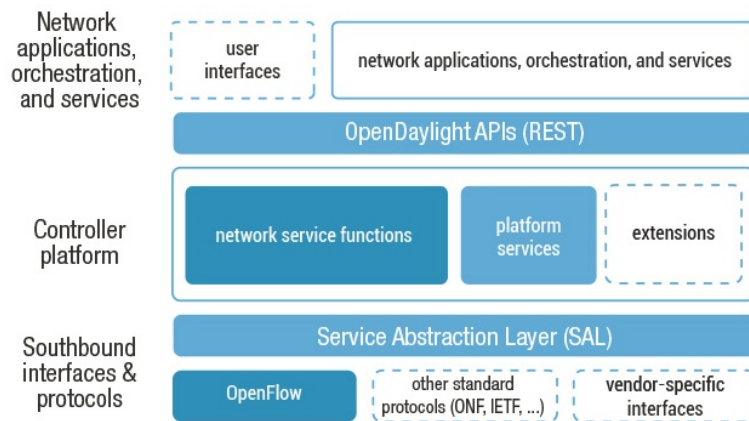 Network
applications,
orchestration,
and services
user
interfaces
network applications, orchestration, and services
OpenDaylight APIs (REST)
Controller
platform
network service functions
platform
services
extensions
Service Abstraction Layer (SAL)
Southbound
interfaces &
protocols
OpenFlow
other standard
protocols (ONF, IETF, ...)
vendor-specific
interfaces